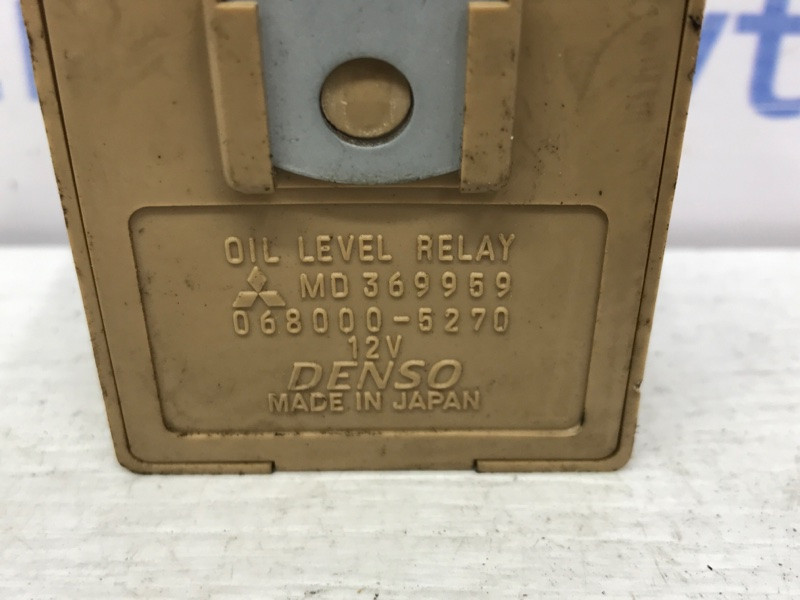 OIL LEVEL RELAY
MD369959
068000-5270
12V
DENSO
MADE IN JAPAN